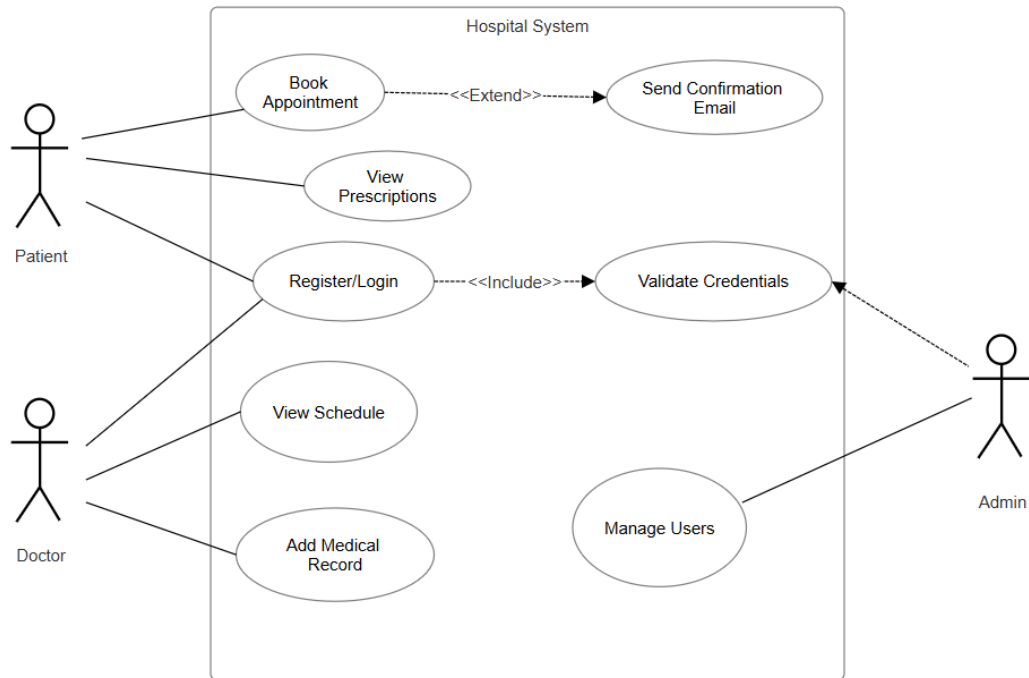 Hospital System
Book
Appointment
<<Extend>>
Send Confirmation
Email
View
Prescriptions
Patient
Register/Login
<<Include>>
Validate Credentials
View Schedule
Admin
Manage Users
Doctor
Add Medical
Record